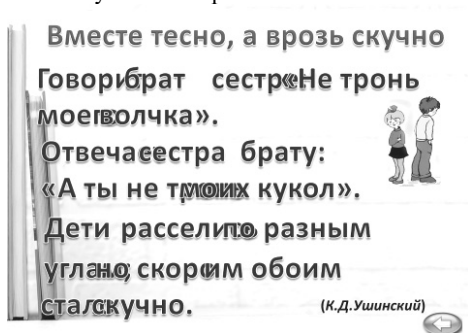 Вместе тесно, а врозь скучно
Говорит брат сестре: «Не тронь
моего волчка».
Отвечает сестра брату:
«А ты не тронь моих кукол».
Дети расселись по разным
углам, но скоро им обоим
стало скучно.
(К.Д.Ушинский)